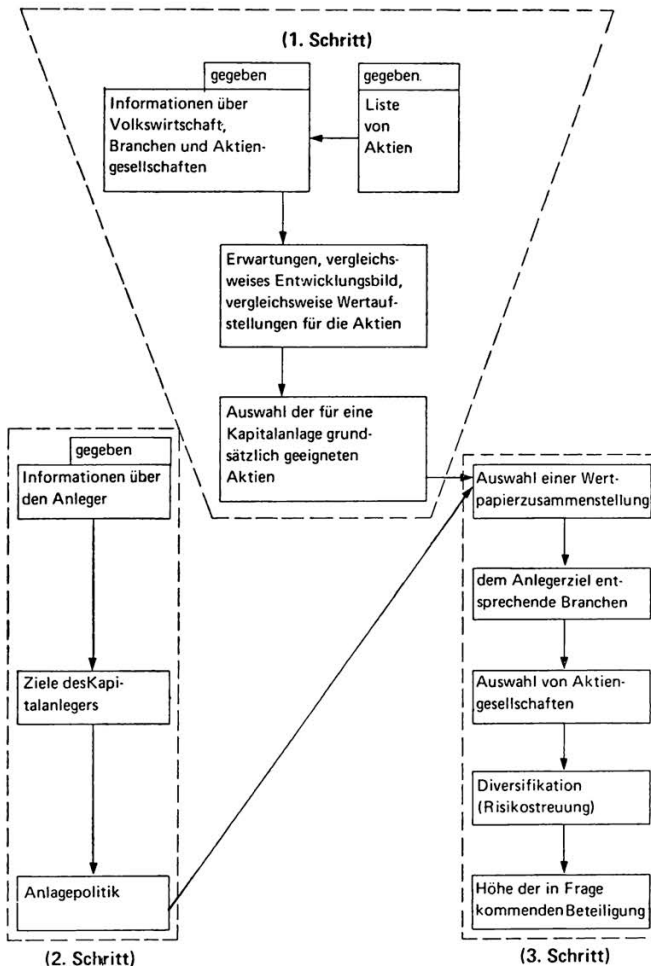 (1. Schritt)
gegeben
Informationen über
Volkswirtschaft,
Branchen und Aktien-
gesellschaften
gegeben.
Liste
von
Aktien
Erwartungen, vergleichs-
weises Entwicklungsbild,
vergleichsweise Wertauf-
stellungen für die Aktien
Auswahl der für eine
Kapitalanlage grund-
sätzlich geeigneten
Aktien
gegeben
Informationen über
den Anleger
Ziele desKapi-
talanlegers
Anlagepolitik
(2. Schritt)
Auswahl einer Wert-
papierzusammenstellung
dem Anlegerziel ent-
sprechende Branchen
Auswahl von Aktien-
gesellschaften
Diversifikation
(Risikostreuung)
Höhe der in Frage
kommenden Beteiligung
(3. Schritt)